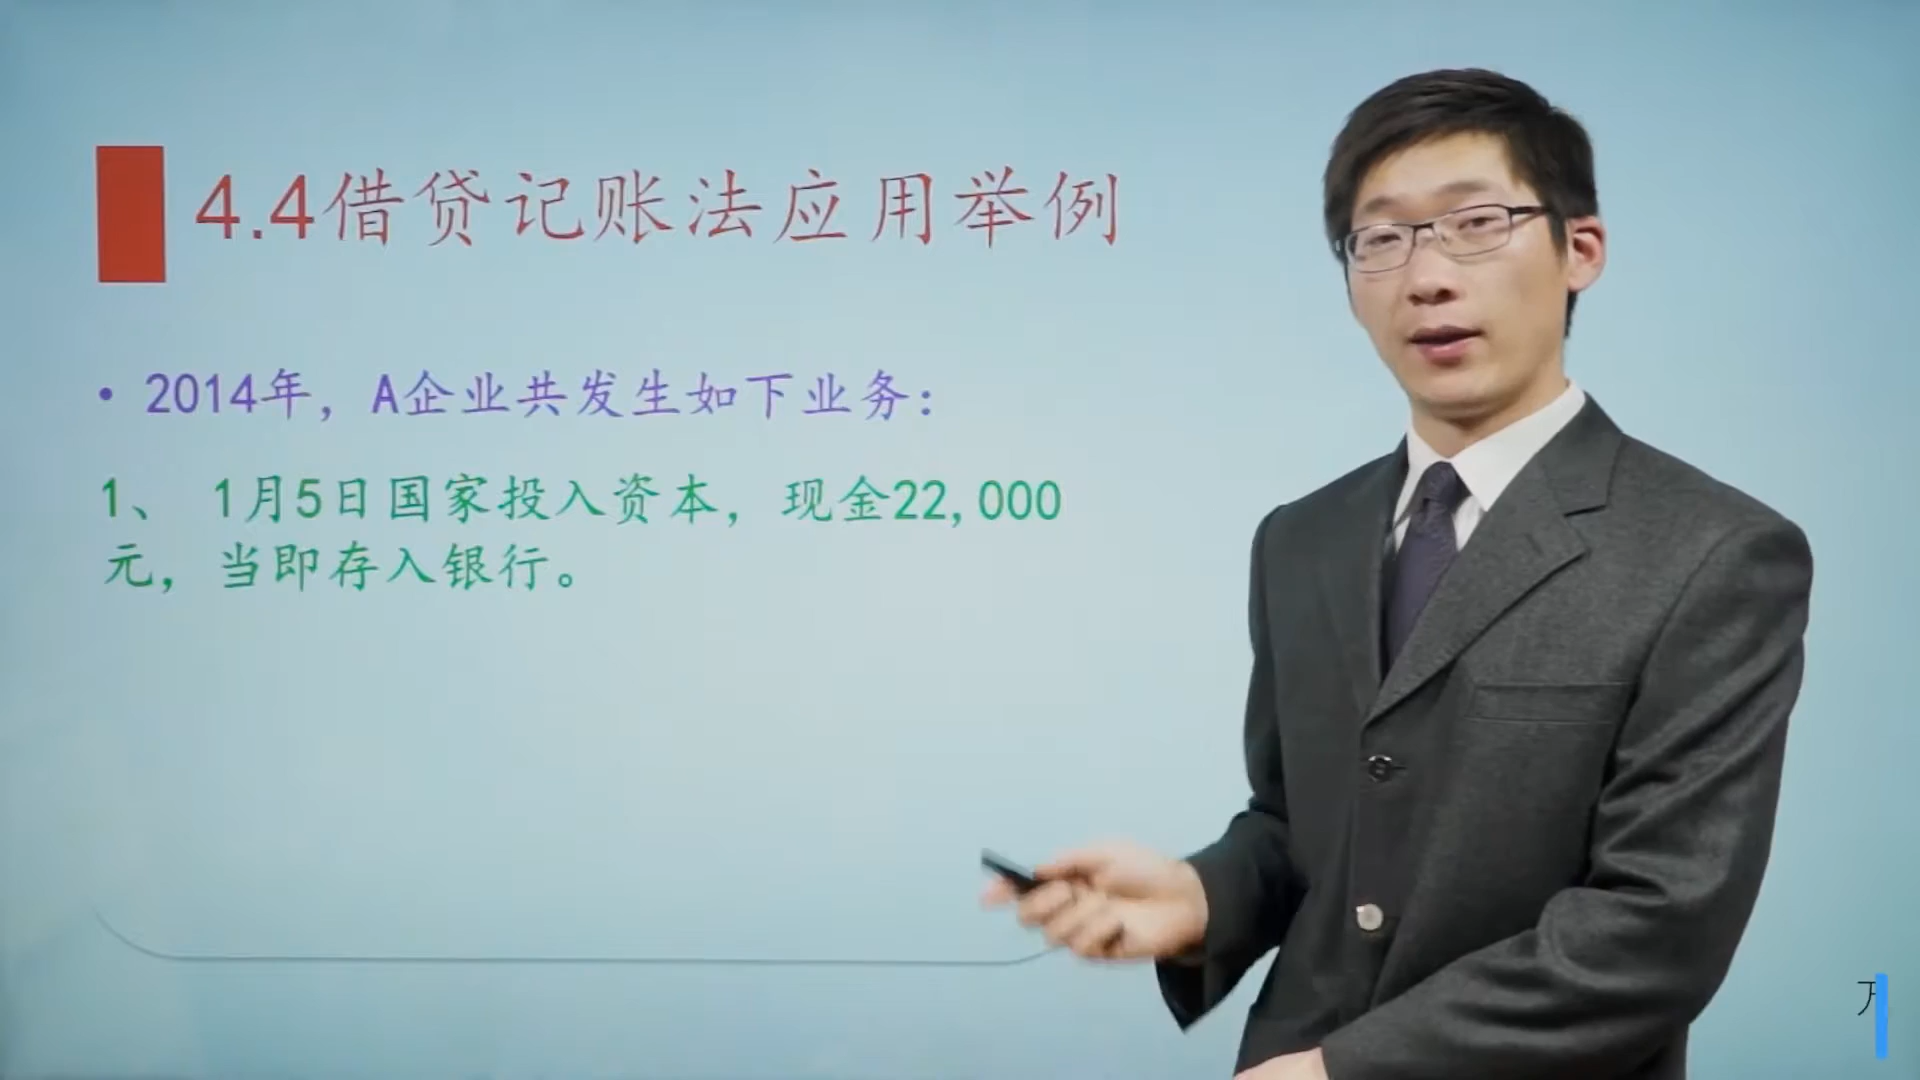 4.4借贷记账法应用举例
• 2014年，A企业共发生如下业务：
1、 1月5日国家投入资本，现金22,000
元，当即存入银行。